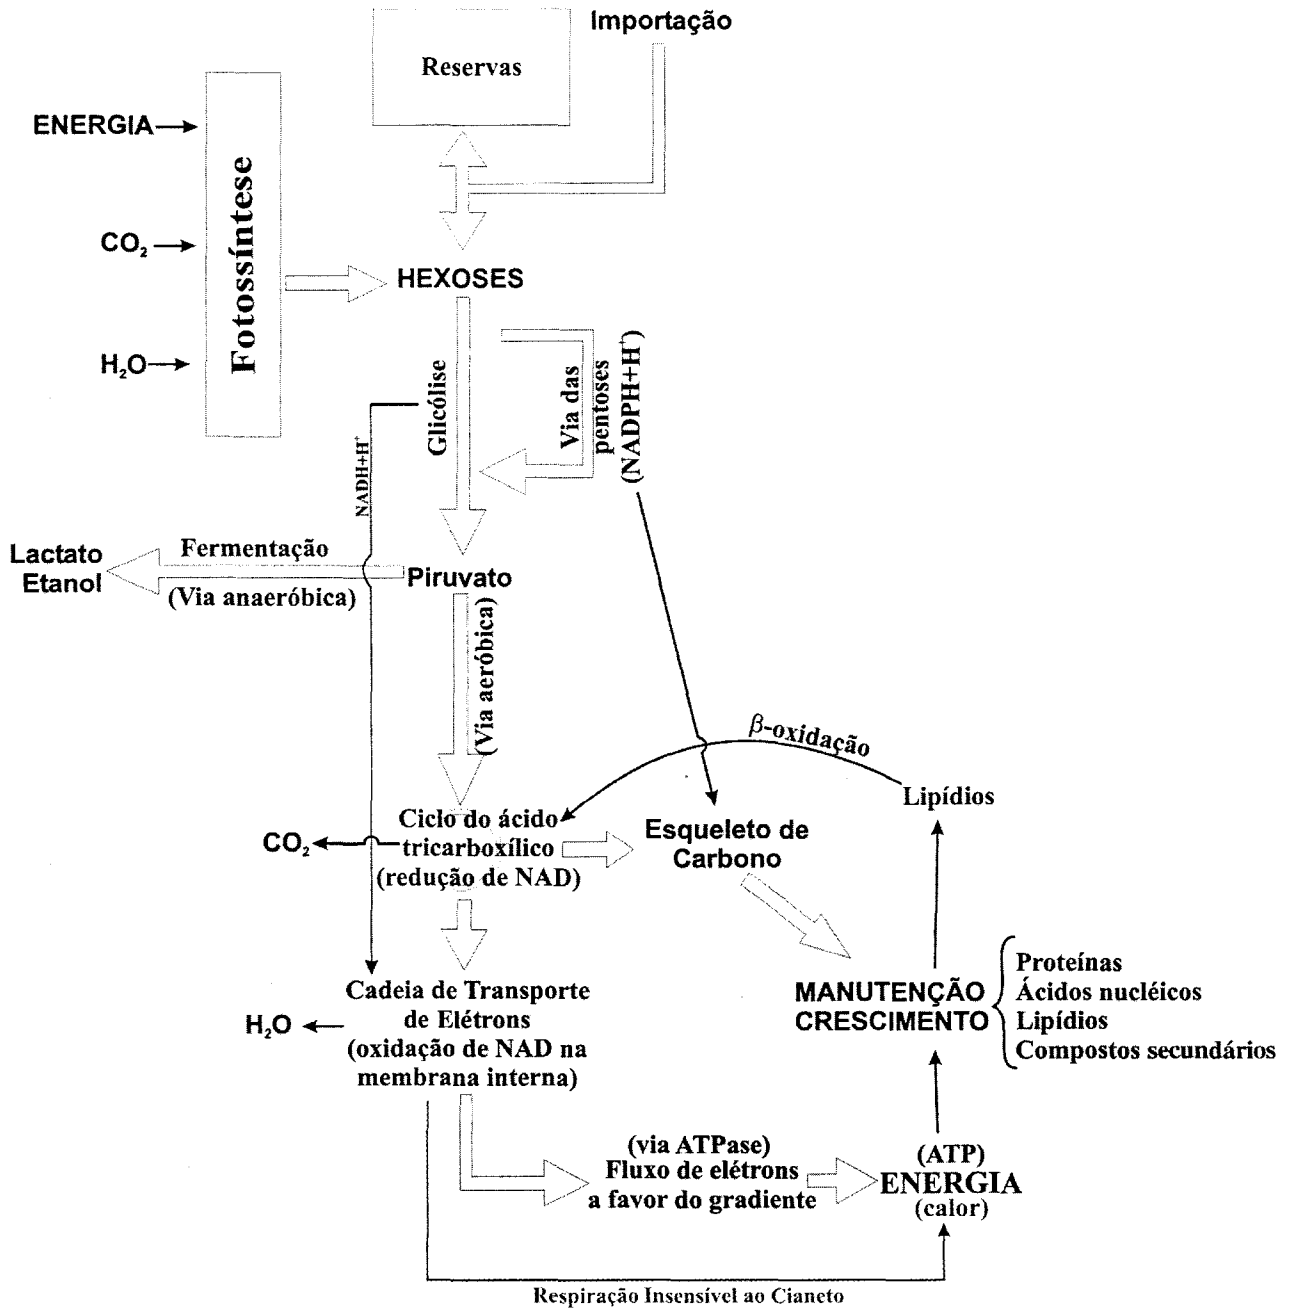 Importação
Reservas
ENERGIA
CO₂
H₂O
Fotossíntese
HEXOSES
Glicólise
Via das
pentoses
(NADPH+H⁺)
NADH+H⁺
Lactato
Etanol
Fermentação
(Via anaeróbica)
Piruvato
(Via aeróbica)
β-oxidação
Lipídios
CO₂
Ciclo do ácido
tricarboxílico
(redução de NAD)
Esqueleto de
Carbono
MANUTENÇÃO
CRESCIMENTO
Proteínas
Ácidos nucléicos
Lipídios
Compostos secundários
H₂O
Cadeia de Transporte
de Elétrons
(oxidação de NAD na
membrana interna)
(via ATPase)
Fluxo de elétrons
a favor do gradiente
(ATP)
ENERGIA
(calor)
Respiração Insensível ao Cianeto